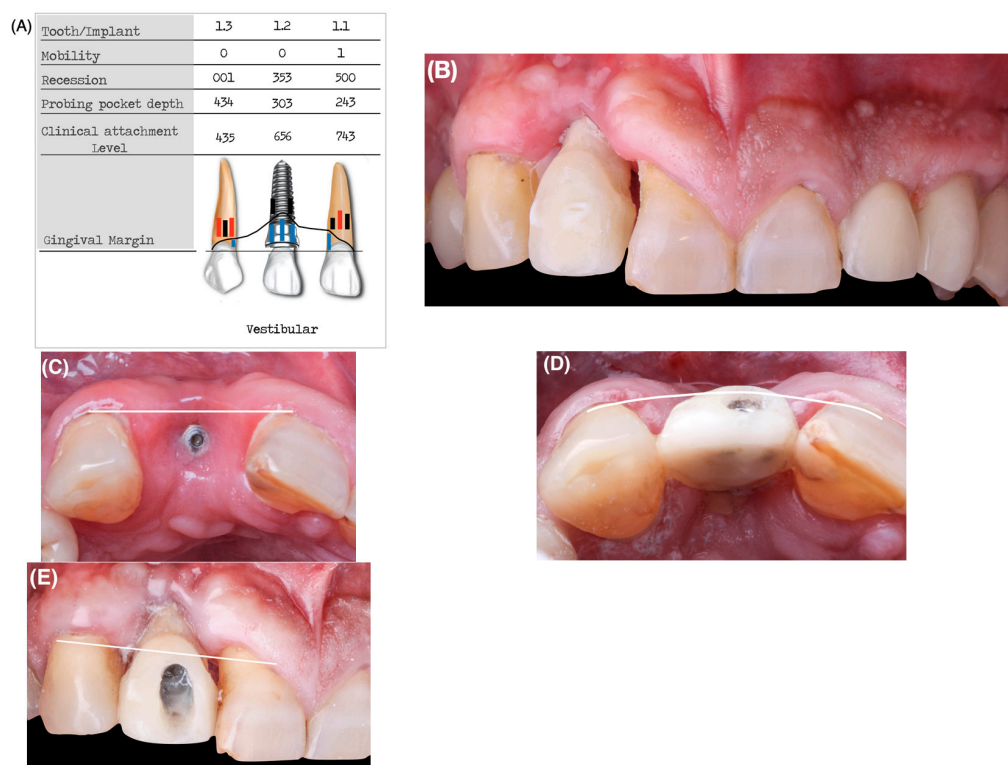 (A)
Tooth/Implant 1.3 1.2 1.1
Mobility 0 0 1
Recession 001 353 500
Probing pocket depth 434 303 243
Clinical attachment
Level 435 656 743
Gingival Margin
Vestibular
(B)
(C)
(D)
(E)